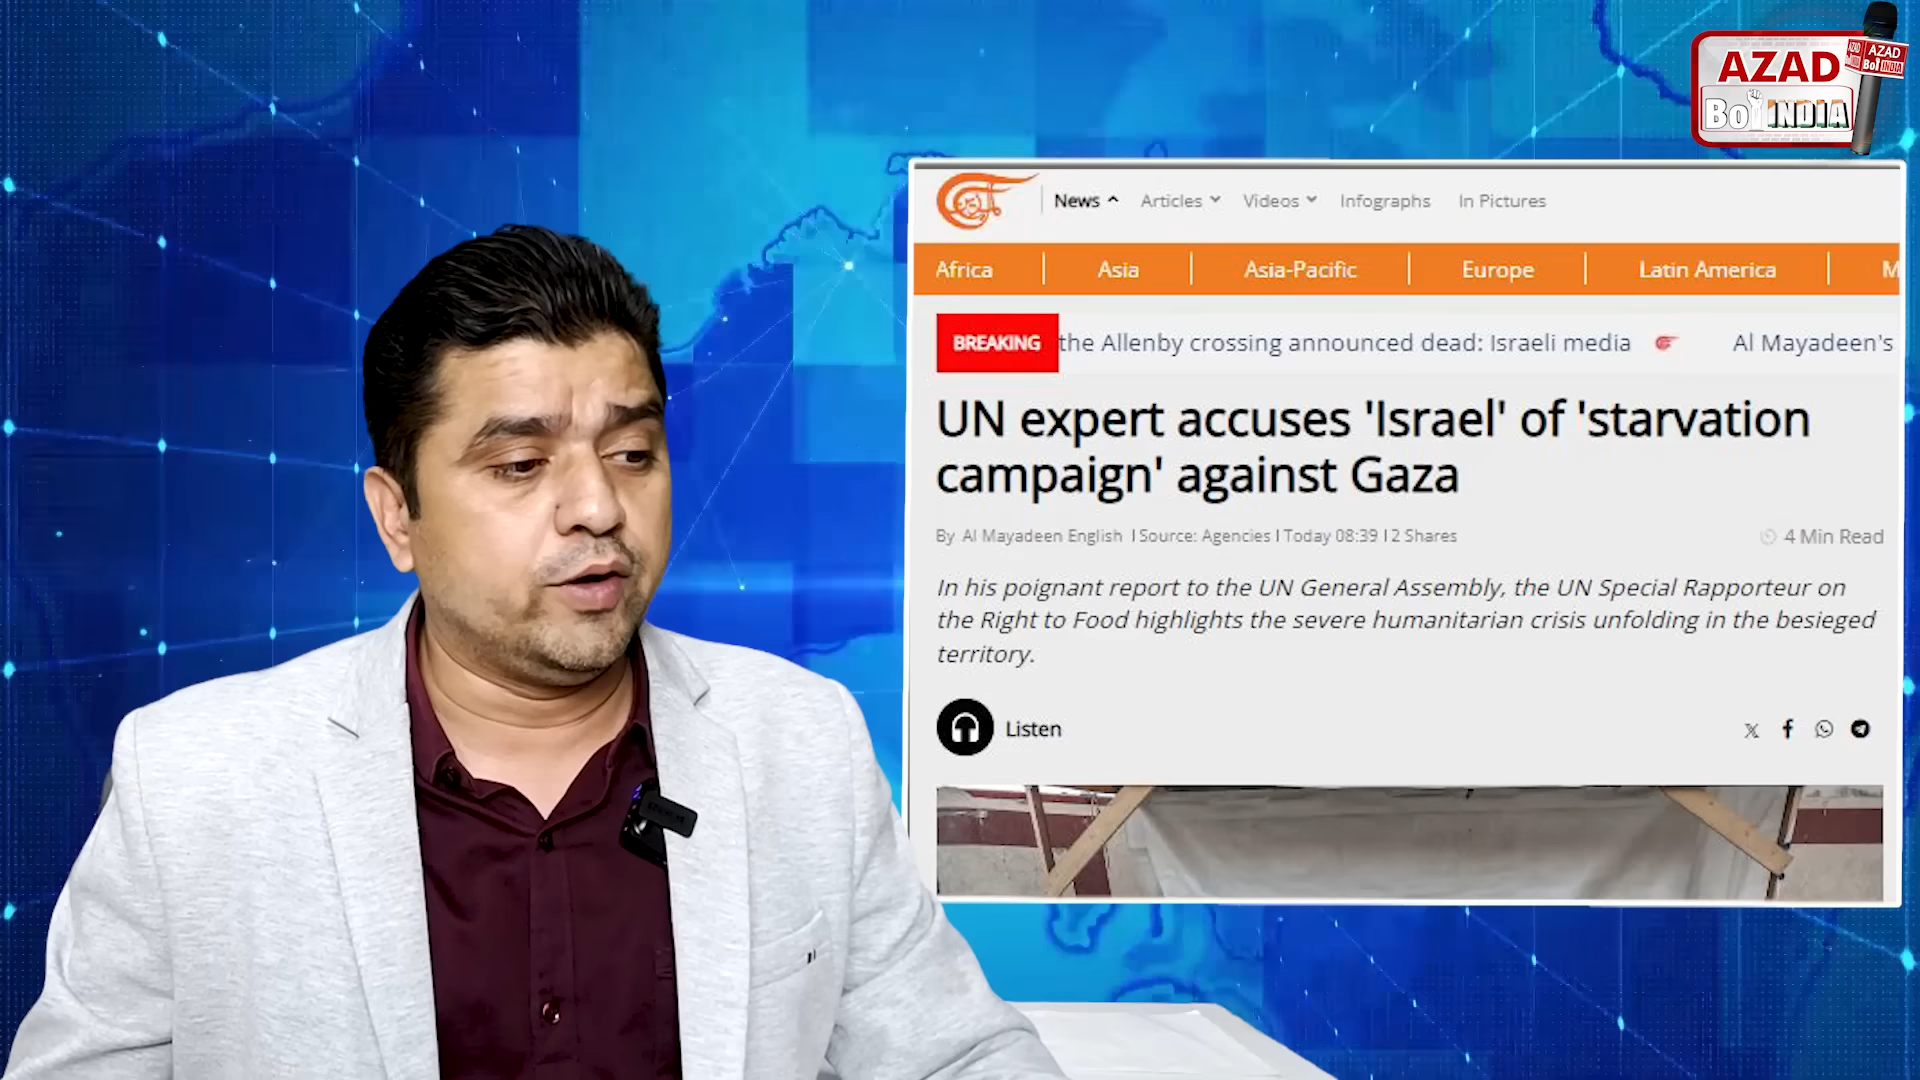 AZAD
Bol INDIA
AZAD
Bol INDIA
News Articles Videos Infographs In Pictures
Africa Asia Asia-Pacific Europe Latin America M
BREAKING the Allenby crossing announced dead: Israeli media Al Mayadeen's
UN expert accuses 'Israel' of 'starvation
campaign' against Gaza
By Al Mayadeen English | Source: Agencies | Today 08:39 | 2 Shares 4 Min Read
In his poignant report to the UN General Assembly, the UN Special Rapporteur on
the Right to Food highlights the severe humanitarian crisis unfolding in the besieged
territory.
Listen